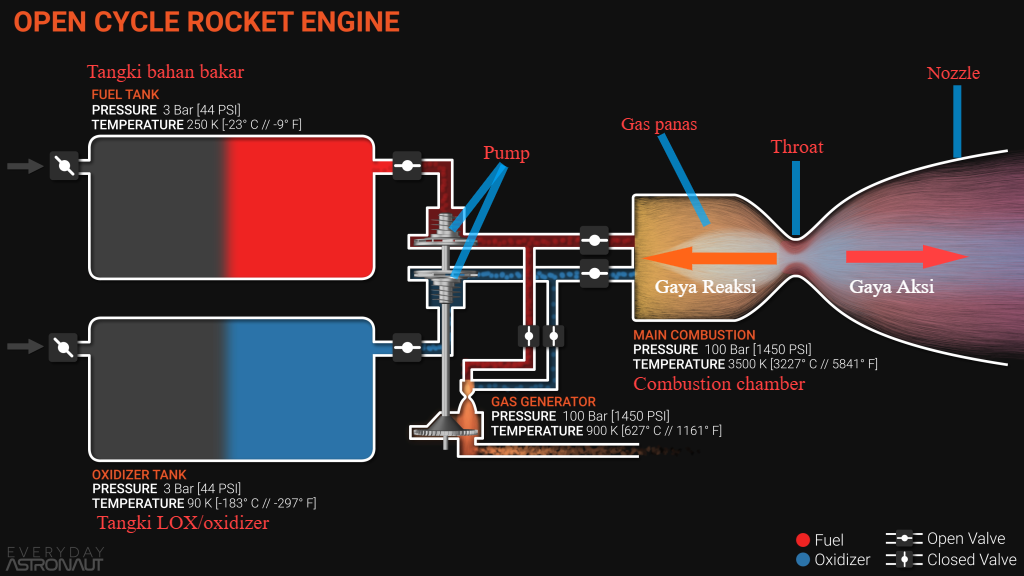 OPEN CYCLE ROCKET ENGINE
Tangki bahan bakar
FUEL TANK
PRESSURE 3 Bar [44 PSI]
TEMPERATURE 250 K [-23° C // -9° F]
Pump
Gas panas
Throat
Nozzle
Gaya Reaksi
Gaya Aksi
MAIN COMBUSTION
PRESSURE 100 Bar [1450 PSI]
TEMPERATURE 3500 K [3227° C // 5841° F]
Combustion chamber
GAS GENERATOR
PRESSURE 100 Bar [1450 PSI]
TEMPERATURE 900 K [627° C // 1161° F]
OXIDIZER TANK
PRESSURE 3 Bar [44 PSI]
TEMPERATURE 90 K [-183° C // -297° F]
Tangki LOX/oxidizer
Fuel
Oxidizer
Open Valve
Closed Valve
EVERYDAY
ASTRONAUT